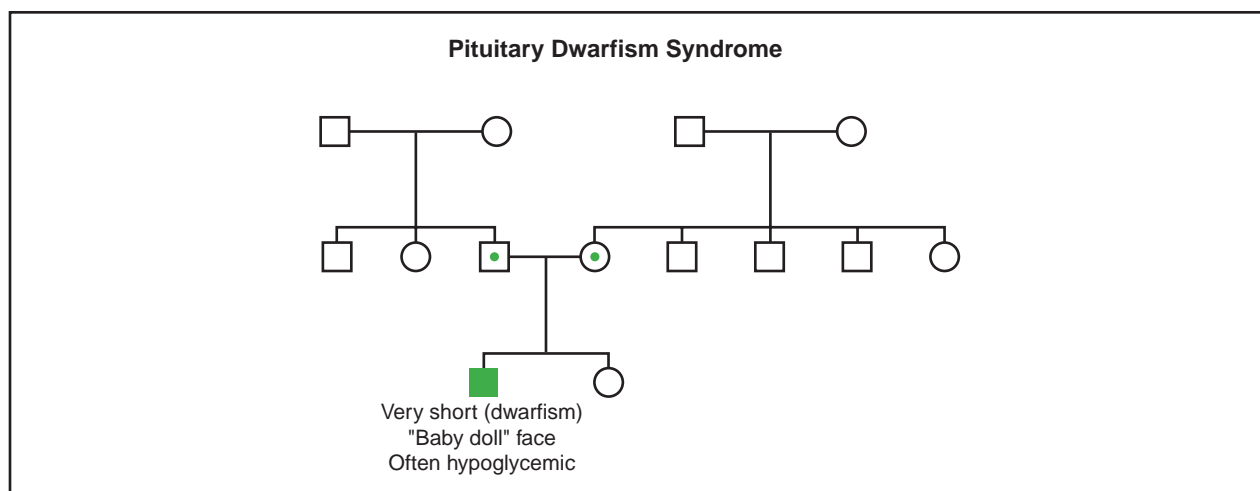 Pituitary Dwarfism Syndrome
Very short (dwarfism)
"Baby doll" face
Often hypoglycemic